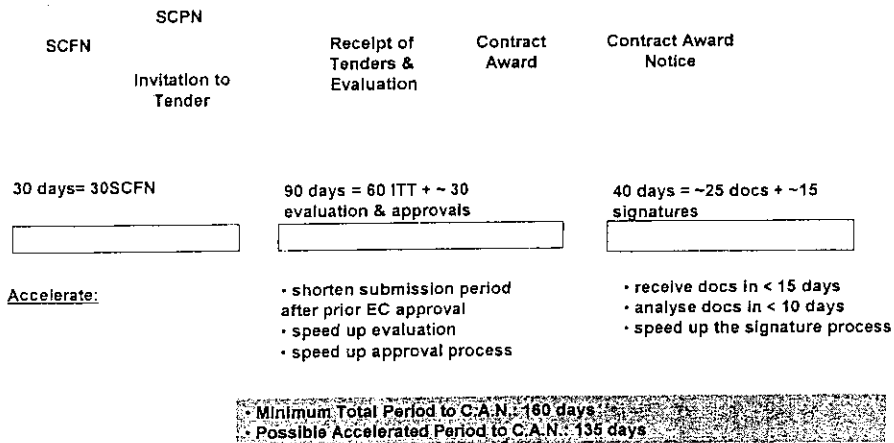 SCPN
SCFN
Invitation to
Tender
Receipt of
Tenders &
Evaluation
Contract
Award
Contract Award
Notice
30 days= 30SCFN
90 days = 60 ITT + ~ 30
evaluation & approvals
40 days = ~25 docs + ~15
signatures
Accelerate:
• shorten submission period
after prior EC approval
• speed up evaluation
• speed up approval process
• receive docs in < 15 days
• analyse docs in < 10 days
• speed up the signature process
• Minimum Total Period to C.A.N.: 160 days
• Possible Accelerated Period to C.A.N.: 135 days